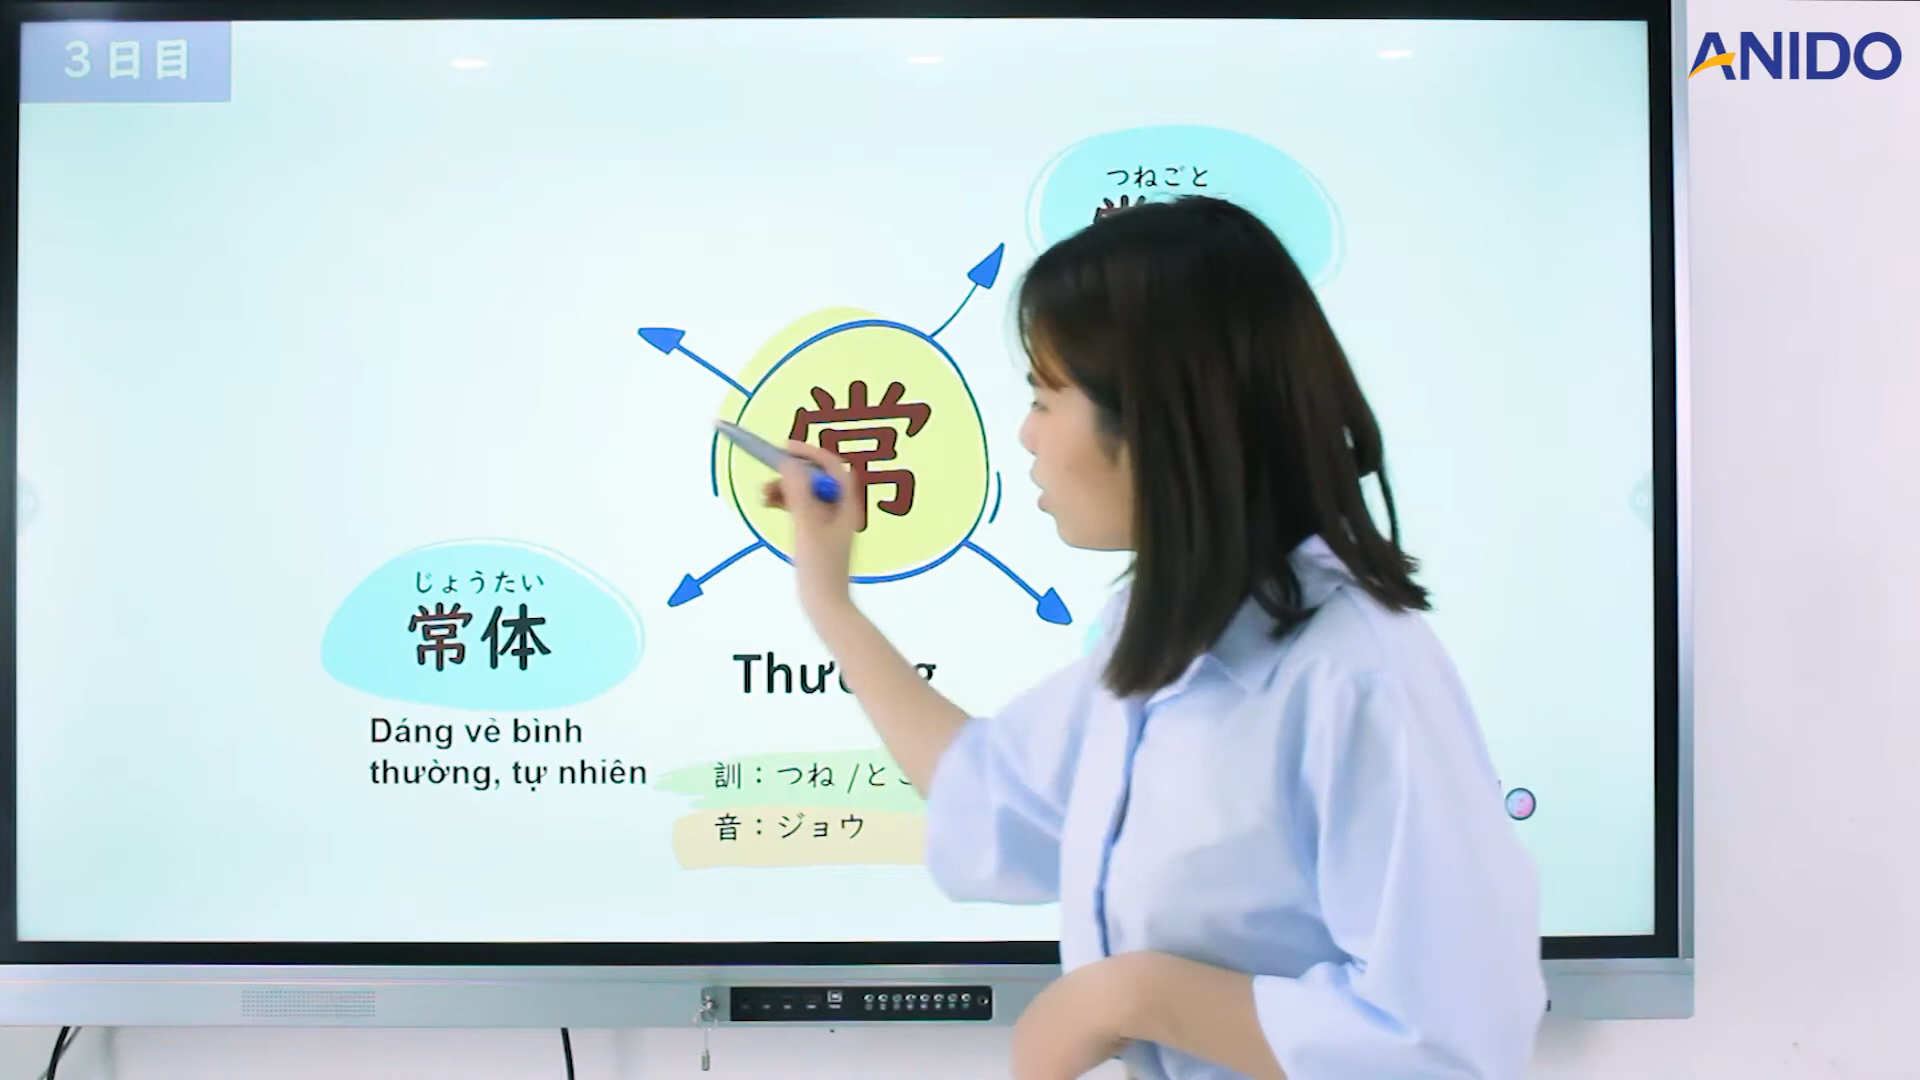 3日目
ANIDO
つねごと
常
じょうたい
常体
Dáng vẻ bình
thường, tự nhiên
訓：つね /とこ
音：ジョウ